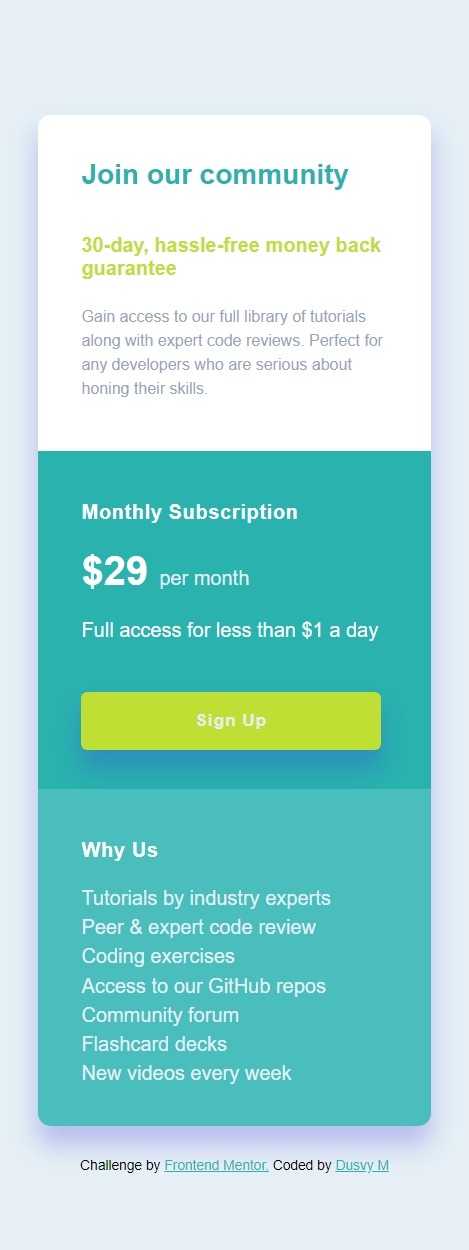 Join our community
30-day, hassle-free money back
guarantee
Gain access to our full library of tutorials
along with expert code reviews. Perfect for
any developers who are serious about
honing their skills.
Monthly Subscription
$29 per month
Full access for less than $1 a day
Sign Up
Why Us
Tutorials by industry experts
Peer & expert code review
Coding exercises
Access to our GitHub repos
Community forum
Flashcard decks
New videos every week
Challenge by Frontend Mentor. Coded by Dusvy M